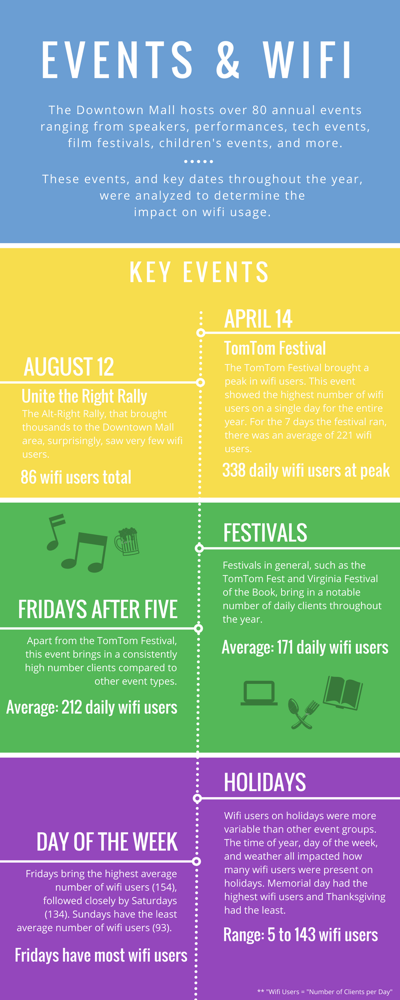 EVENTS & WIFI
The Downtown Mall hosts over 80 annual events
ranging from speakers, performances, tech events,
film festivals, children's events, and more.
These events, and key dates throughout the year,
were analyzed to determine the
impact on wifi usage.
KEY EVENTS
APRIL 14
TomTom Festival
The TomTom Festival brought a
peak in wifi users. This event
showed the highest number of wifi
users on a single day for the entire
year. For the 7 days the festival ran,
there was an average of 221 wifi
users.
338 daily wifi users at peak
AUGUST 12
Unite the Right Rally
The Alt-Right Rally, that brought
thousands to the Downtown Mall
area, surprisingly, saw very few wifi
users.
86 wifi users total
FESTIVALS
Festivals in general, such as the
TomTom Fest and Virginia Festival
of the Book, bring in a notable
number of daily clients throughout
the year.
Average: 171 daily wifi users
FRIDAYS AFTER FIVE
Apart from the TomTom Festival,
this event brings in a consistently
high number clients compared to
other event types.
Average: 212 daily wifi users
HOLIDAYS
Wifi users on holidays were more
variable than other event groups.
The time of year, day of the week,
and weather all impacted how
many wifi users were present on
holidays. Memorial day had the
highest wifi users and Thanksgiving
had the least.
Range: 5 to 143 wifi users
DAY OF THE WEEK
Fridays bring the highest average
number of wifi users (154),
followed closely by Saturdays
(134). Sundays have the least
average number of wifi users (93).
Fridays have most wifi users
** "Wifi Users = "Number of Clients per Day"